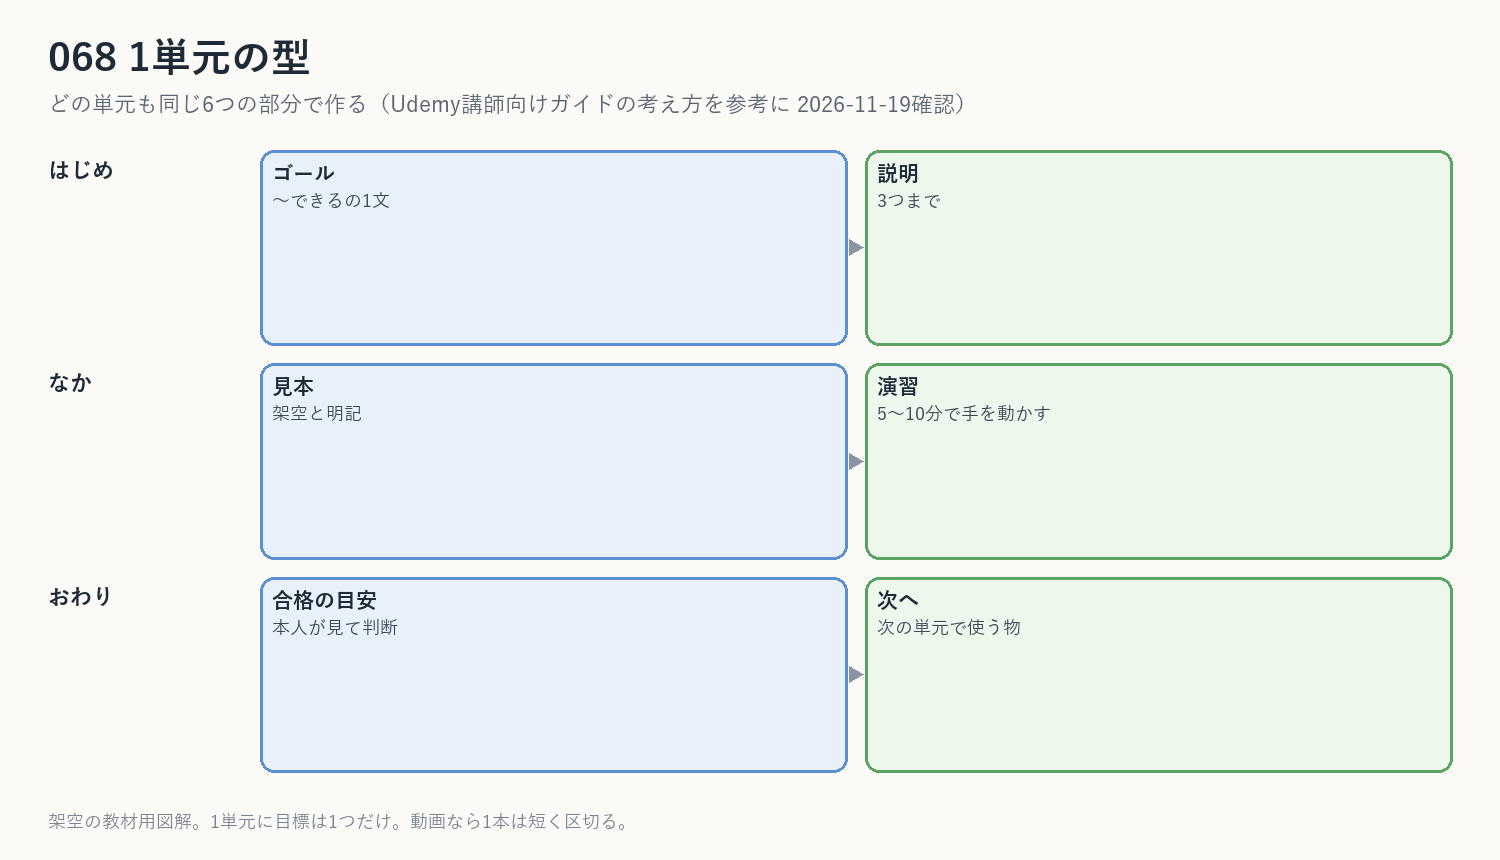 068 1単元の型
どの単元も同じ6つの部分で作る（Udemy講師向けガイドの考え方を参考に 2026-11-19確認）
はじめ
ゴール
〜できるの1文
説明
3つまで
なか
見本
架空と明記
演習
5〜10分で手を動かす
おわり
合格の目安
本人が見て判断
次へ
次の単元で使う物
架空の教材用図解。1単元に目標は1つだけ。動画なら1本は短く区切る。